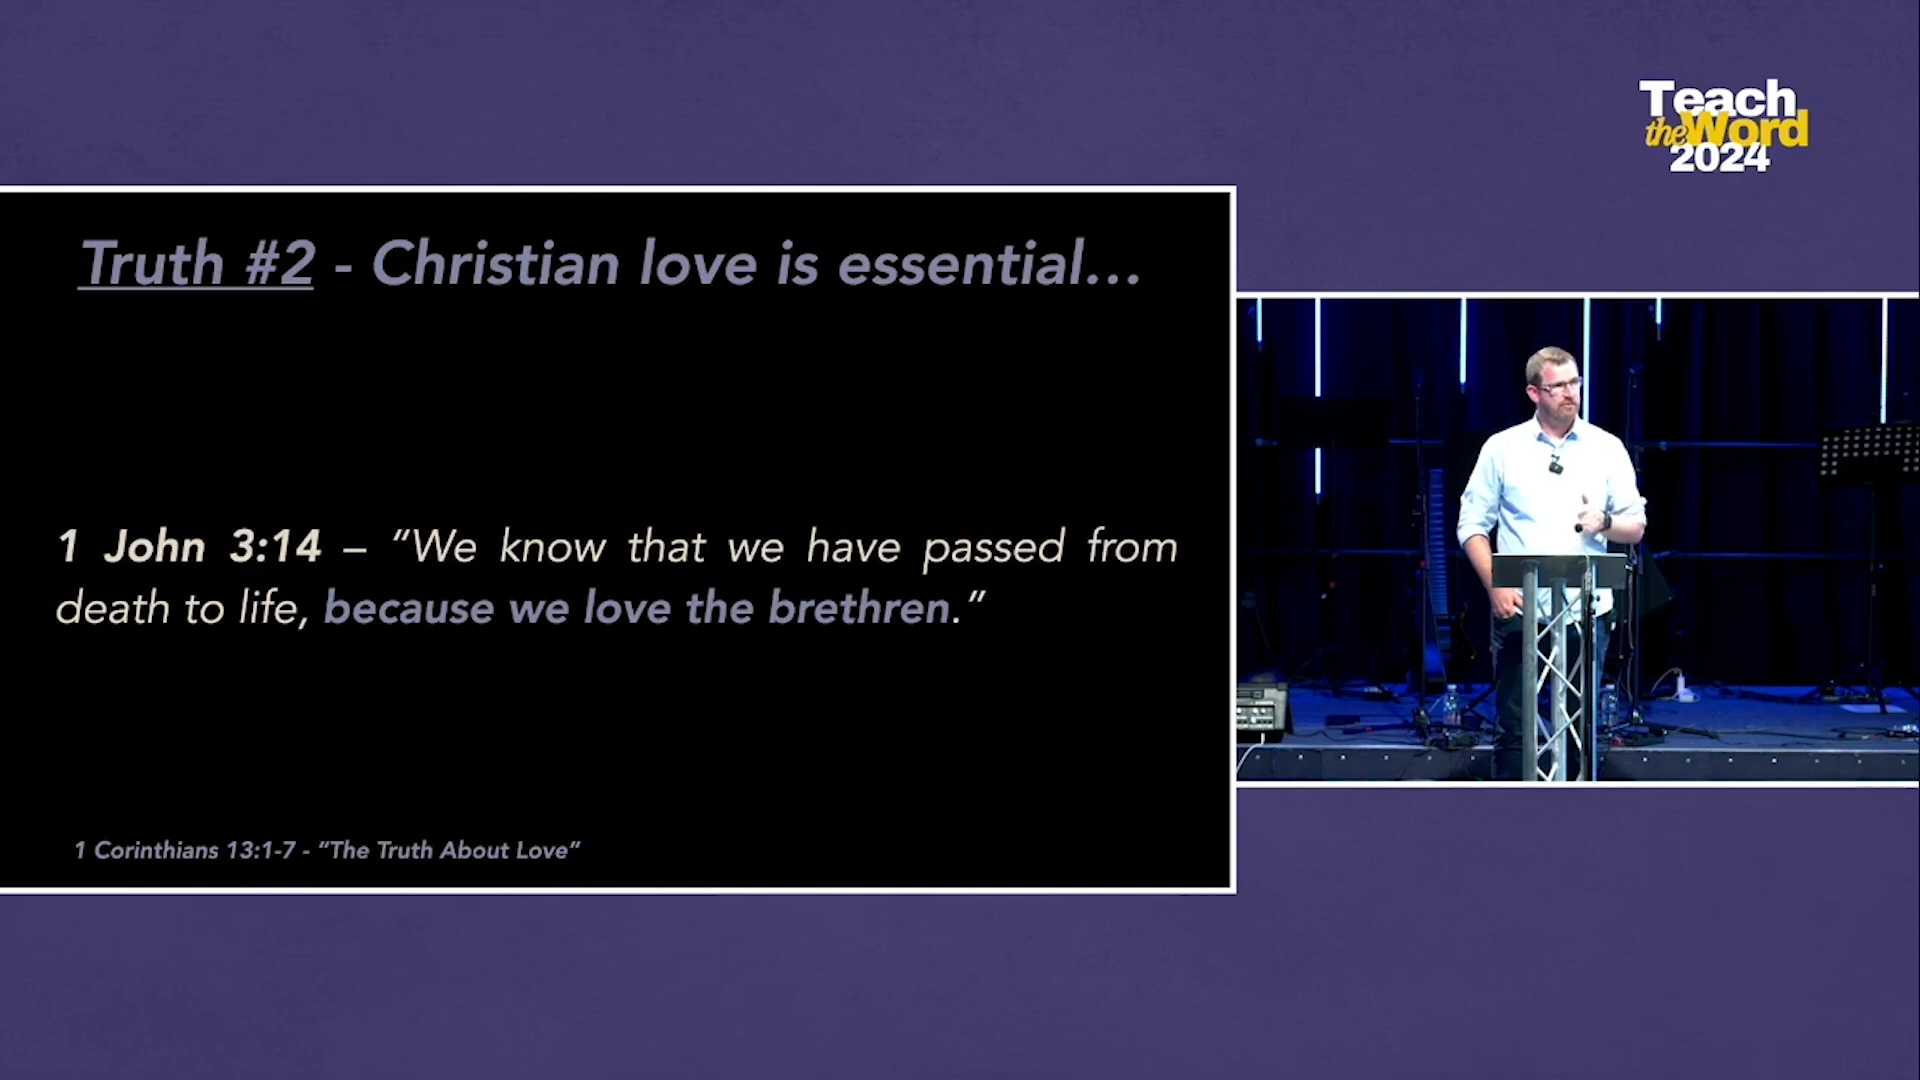 Teach
the Word
2024
Truth #2 - Christian love is essential…
1 John 3:14 – “We know that we have passed from
death to life, because we love the brethren.”
1 Corinthians 13:1-7 - “The Truth About Love”